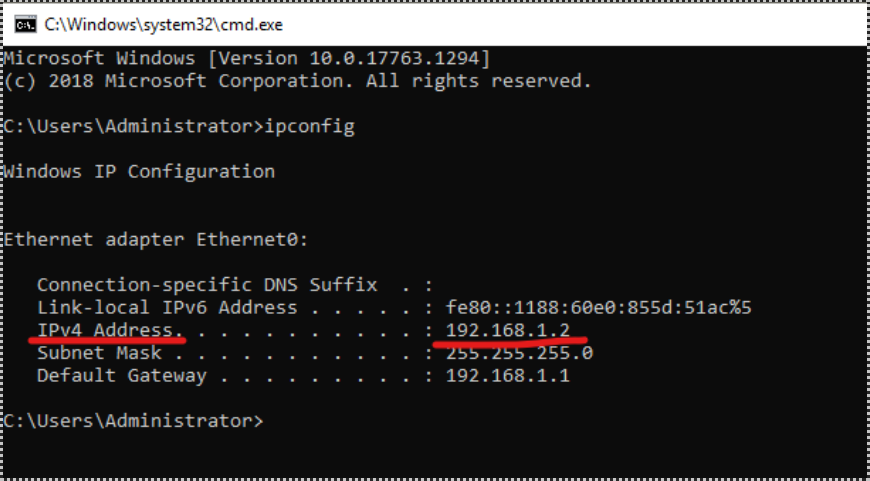 C:\Windows\system32\cmd.exe
Microsoft Windows [Version 10.0.17763.1294]
(c) 2018 Microsoft Corporation. All rights reserved.
C:\Users\Administrator>ipconfig
Windows IP Configuration
Ethernet adapter Ethernet0:
Connection-specific DNS Suffix . :
Link-local IPv6 Address . . . . . : fe80::1188:60e0:855d:51ac%5
IPv4 Address. . . . . . . . . . . : 192.168.1.2
Subnet Mask . . . . . . . . . . . : 255.255.255.0
Default Gateway . . . . . . . . . : 192.168.1.1
C:\Users\Administrator>